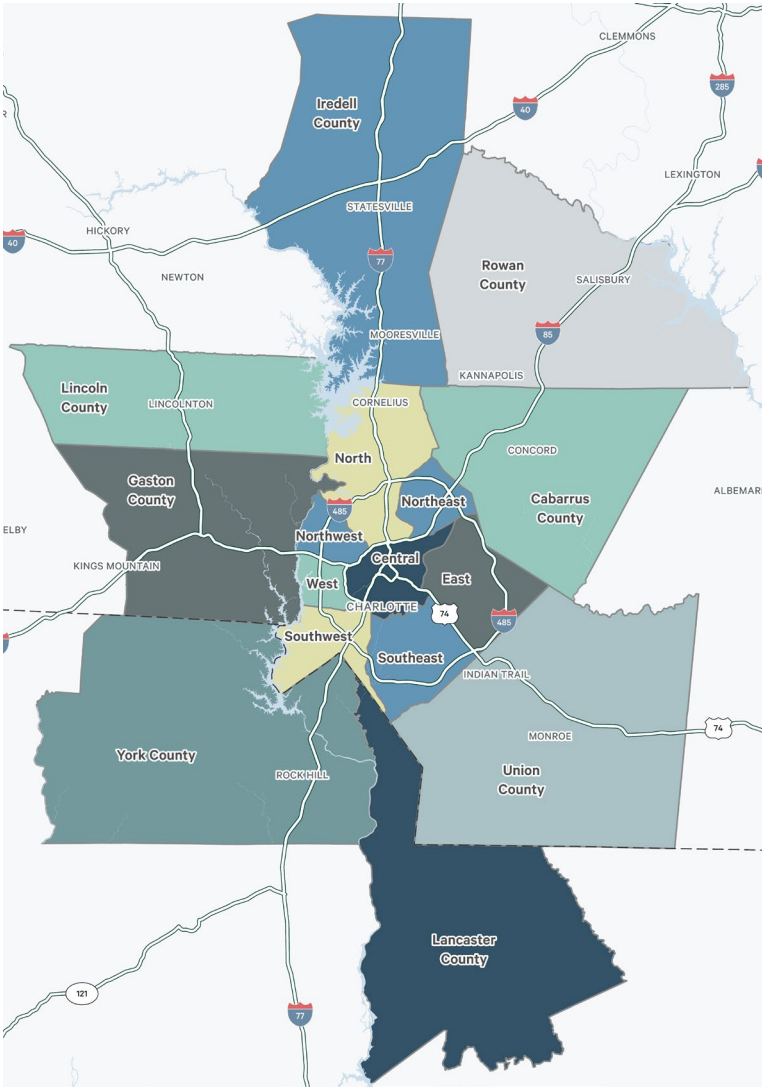 CLEMMONS
285
Iredell
County
40
LEXINGTON
STATESVILLE
HICKORY
40
77
NEWTON
Rowan
County
SALISBURY
MOORESVILLE
85
KANNAPOLIS
Lincoln
County
LINCOLNTON
CORNELIUS
CONCORD
North
Gaston
County
Northeast
Cabarrus
County
ALBEMAR
485
ELBY
Northwest
Central
KINGS MOUNTAIN
West
East
CHARLOTTE
74
485
Southwest
Southeast
INDIAN TRAIL
74
MONROE
York County
ROCK HILL
Union
County
Lancaster
County
121
77